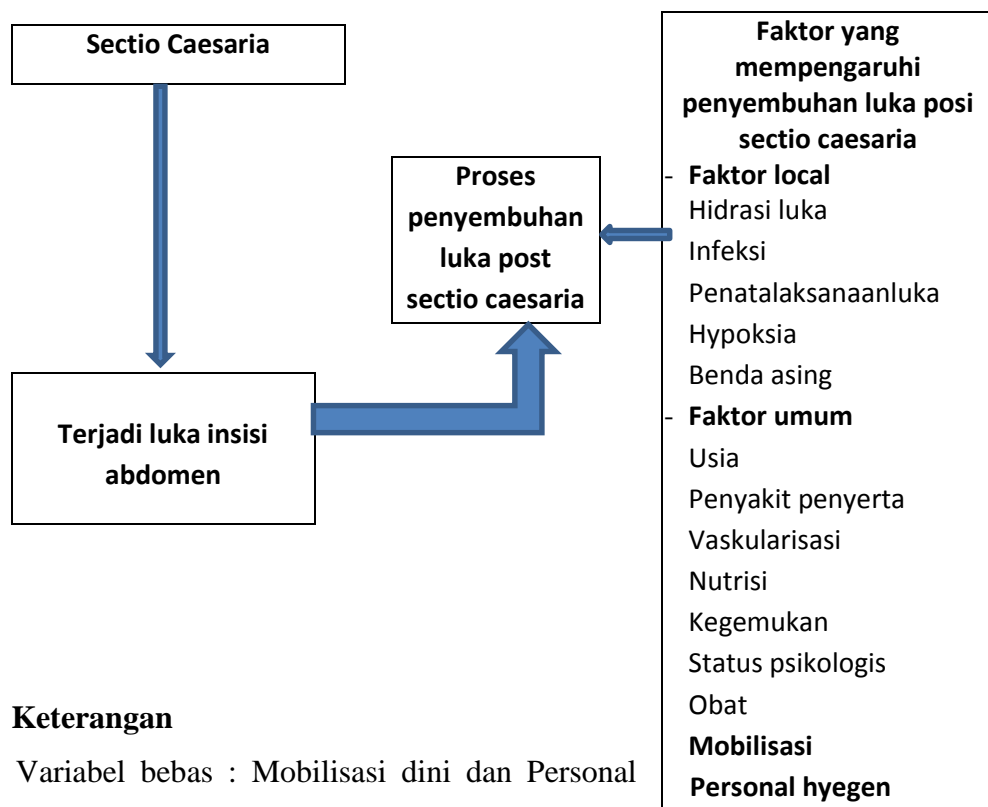 Sectio Caesaria
Terjadi luka insisi
abdomen
Proses
penyembuhan
luka post
sectio caesaria
Faktor yang
mempengaruhi
penyembuhan luka posi
sectio caesaria
- Faktor local
Hidrasi luka
Infeksi
Penatalaksanaanluka
Hypoksia
Benda asing
- Faktor umum
Usia
Penyakit penyerta
Vaskularisasi
Nutrisi
Kegemukan
Status psikologis
Obat
Mobilisasi
Personal hyegen
Keterangan
Variabel bebas : Mobilisasi dini dan Personal